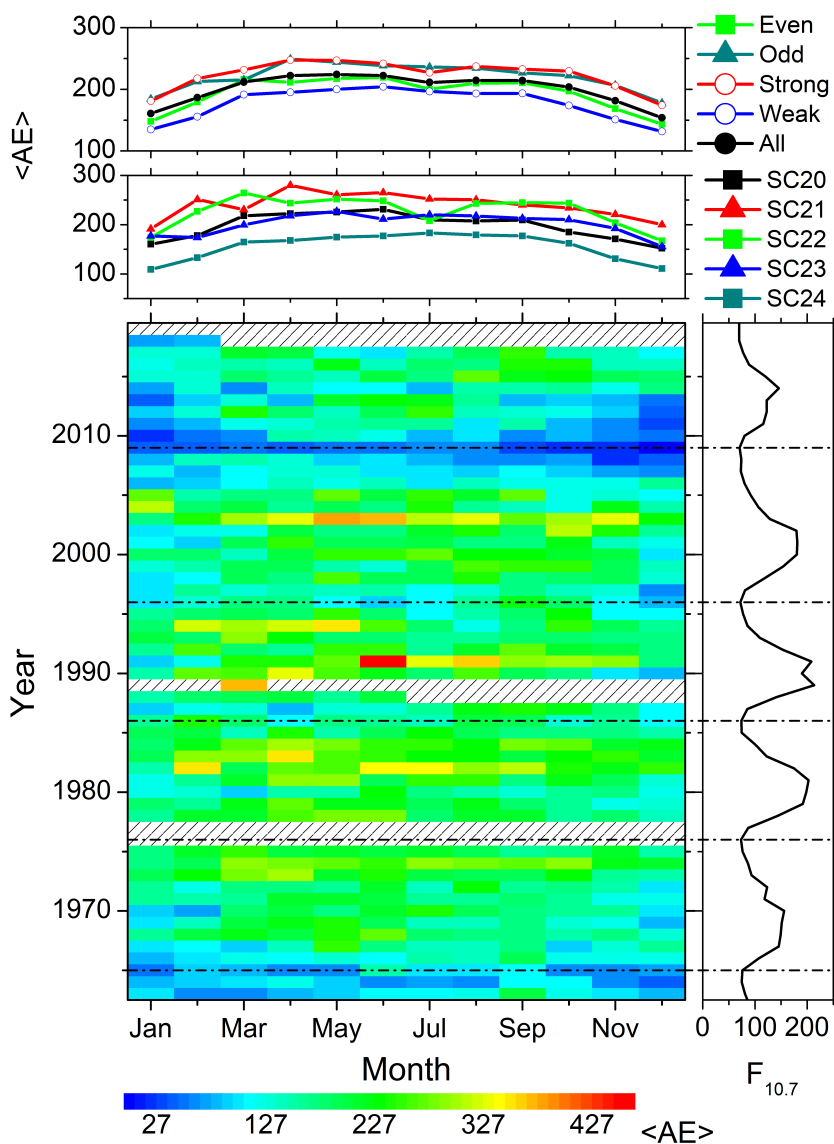 300
200
100
<AE>
Even
Odd
Strong
Weak
All
300
200
100
SC20
SC21
SC22
SC23
SC24
2010
2000
1990
1980
1970
Year
Jan Mar May Jul Sep Nov
Month
0 100 200
F10.7
27 127 227 327 427 <AE>